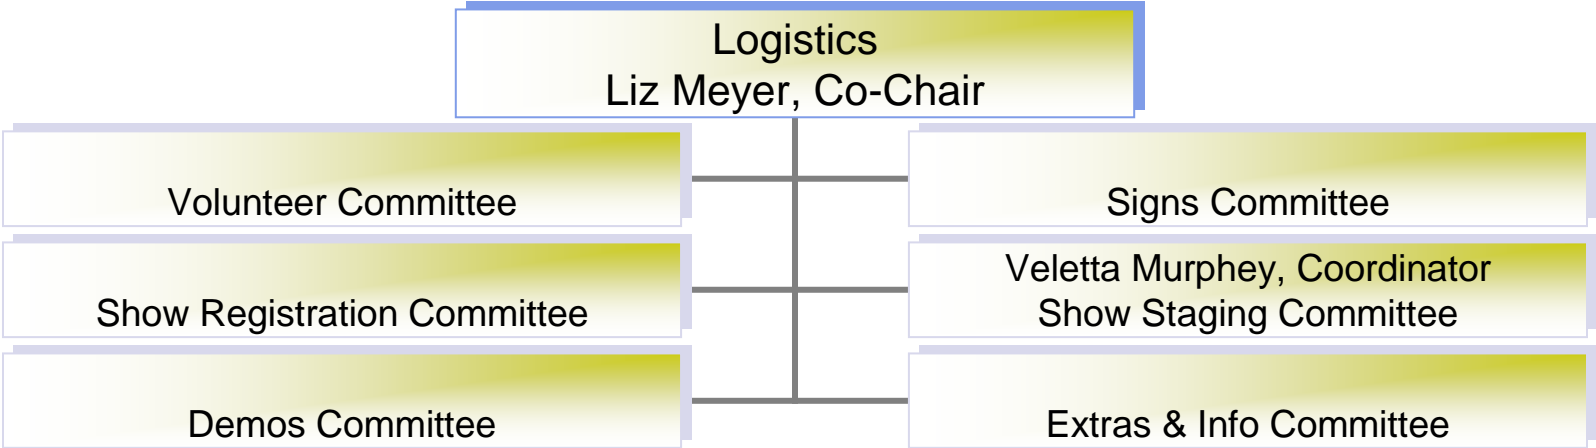 Logistics
Liz Meyer, Co-Chair
Volunteer Committee
Signs Committee
Show Registration Committee
Veletta Murphey, Coordinator
Show Staging Committee
Demos Committee
Extras & Info Committee